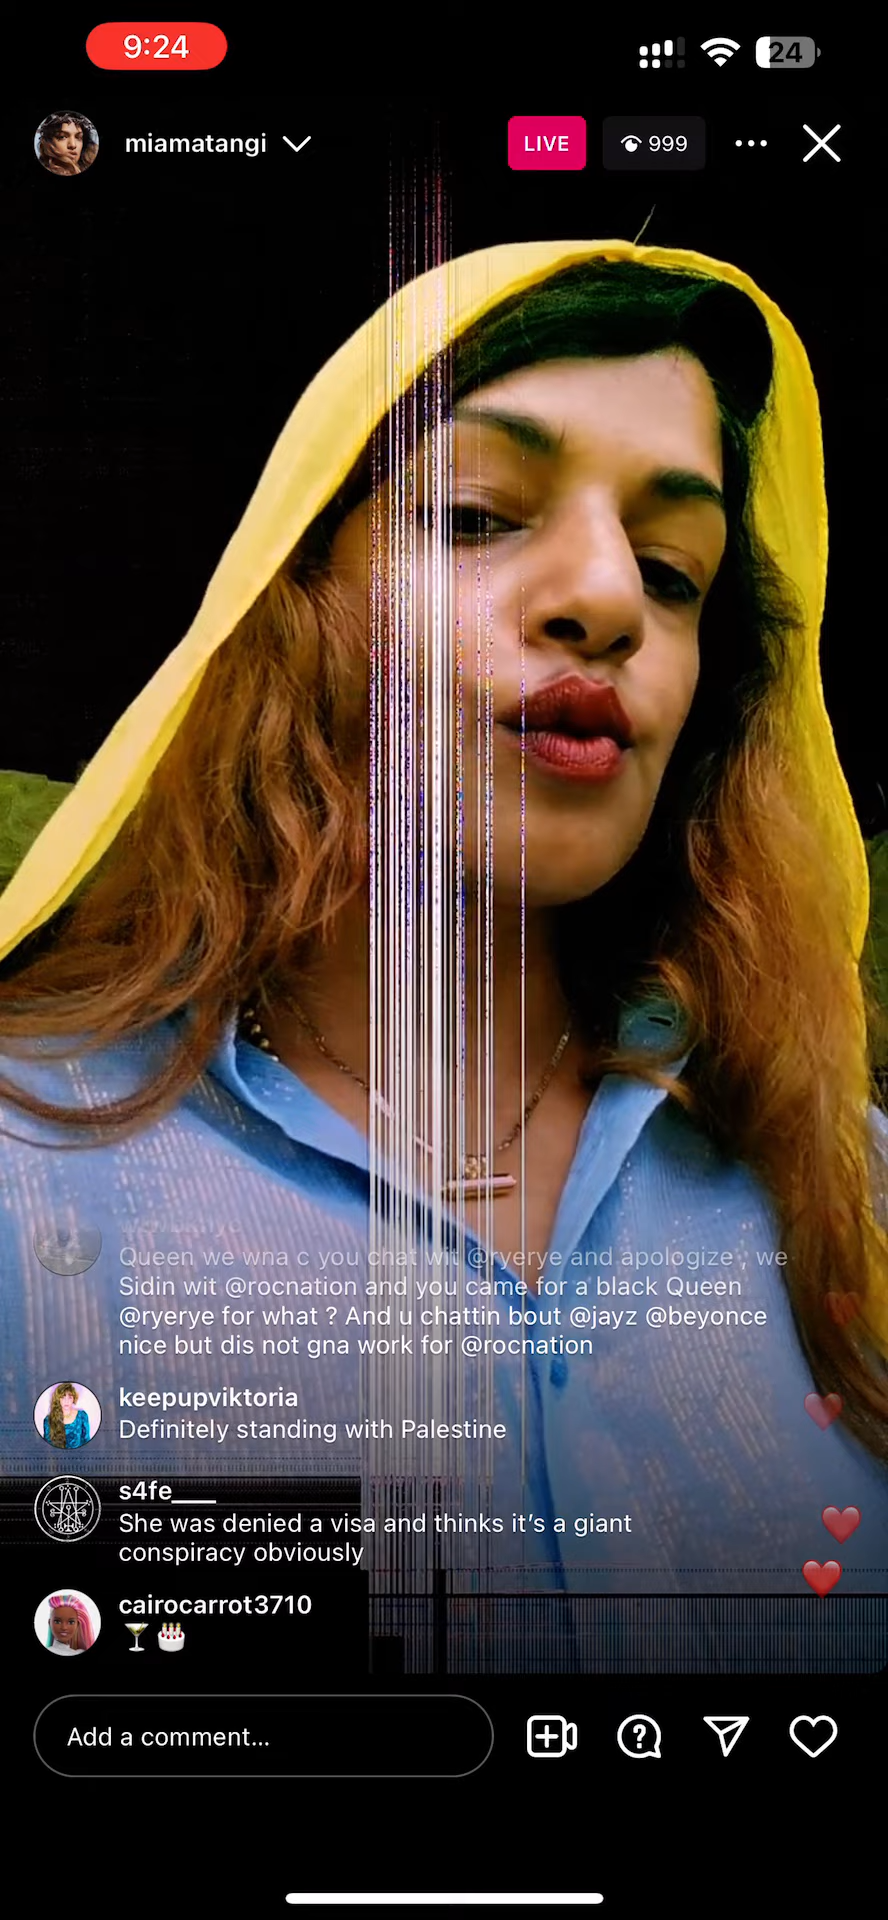 9:24
24
miamatangi
LIVE
999
Queen we wna c you chat wit @ryerye and apologize , we
Sidin wit @rocnation and you came for a black Queen
@ryerye for what ? And u chattin bout @jayz @beyonce
nice but dis not gna work for @rocnation
keepupviktoria
Definitely standing with Palestine
s4fe___
She was denied a visa and thinks it’s a giant
conspiracy obviously
cairocarrot3710
🍸🎂
Add a comment...